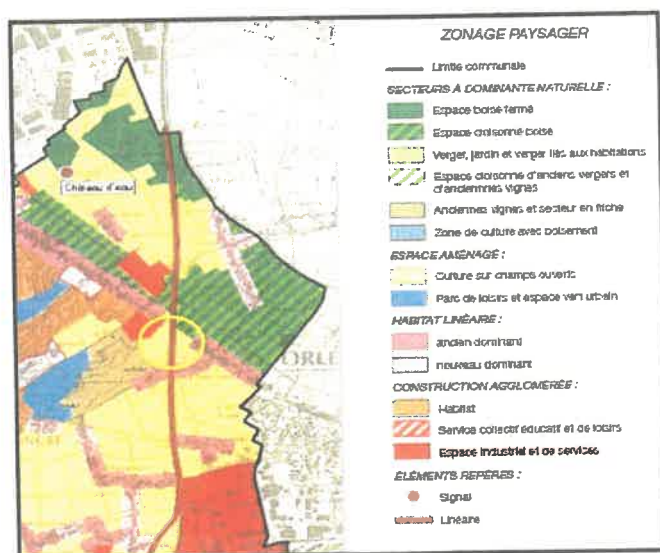 ZONAGE PAYSAGER
Limite communale
SECTEURS À DOMINANTE NATURELLE :
Espace boisé fermé
Espace cloisonné boisé
Verger, jardin et verger liés aux habitations
Espace cloisonné d'anciens vergers et
d'anciennes vignes
Anciennes vignes et secteur en friche
Zone de culture avec boisement
ESPACE AMÉNAGÉ :
Culture sur champs ouverts
Parc de loisirs et espace vert urbain
HABITAT LINÉAIRE :
ancien dominant
nouveau dominant
CONSTRUCTION AGGLOMÉRÉE :
Habitat
Service collectif éducatif et de loisirs
Espace industriel et de services
ÉLÉMENTS REPÉRÉS :
Signal
Linéaire
Château d'eau
ORLE